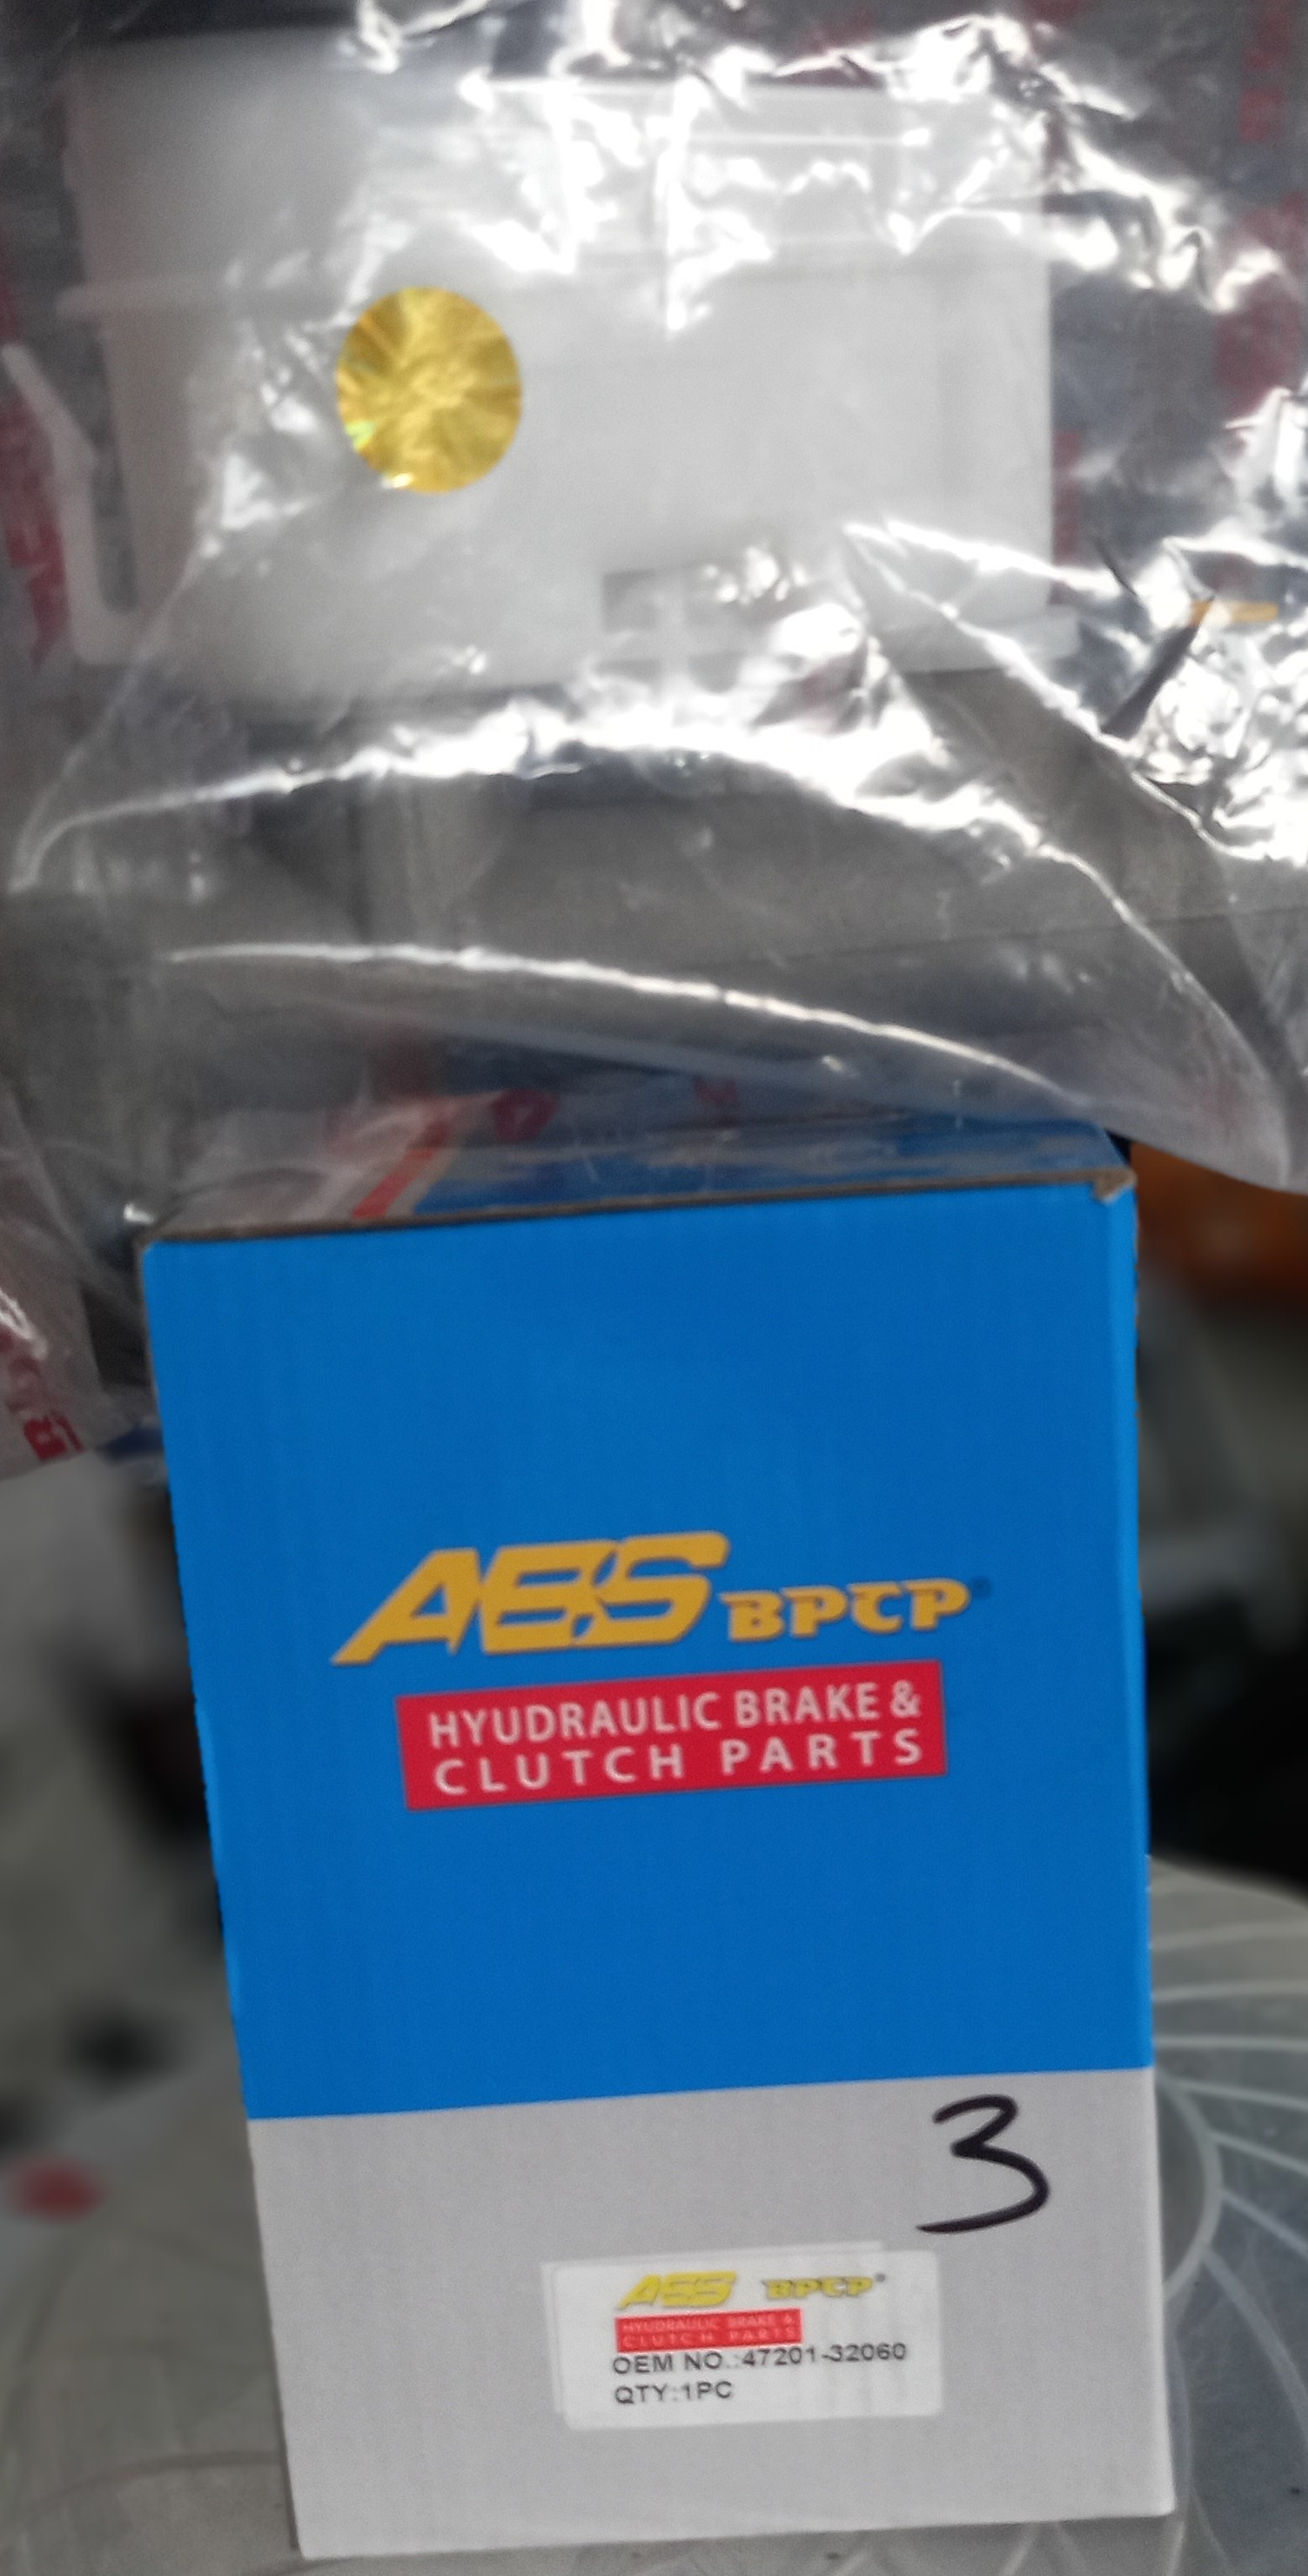 ABS BPCP®
HYUDRAULIC BRAKE &
CLUTCH PARTS
3
ABS BPCP®
HYUDRAULIC BRAKE &
CLUTCH PARTS
OEM NO.:47201-32060
QTY:1PC